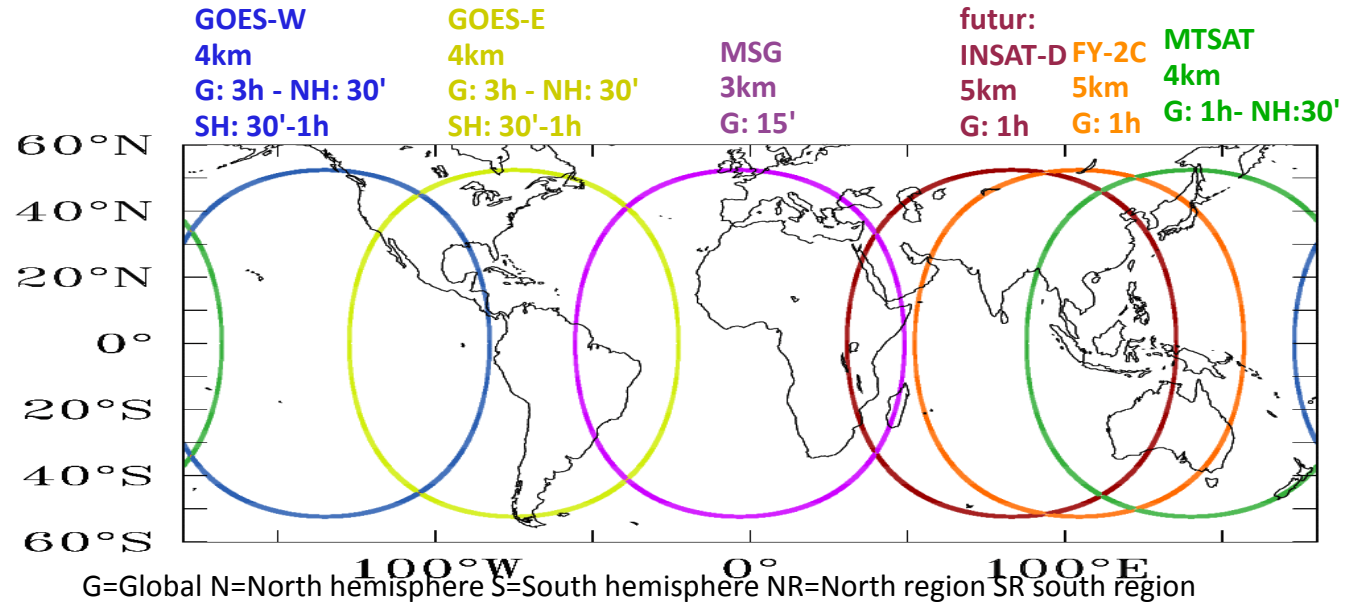 GOES-W
4km
G: 3h - NH: 30'
SH: 30'-1h
GOES-E
4km
G: 3h - NH: 30'
SH: 30'-1h
MSG
3km
G: 15'
futur:
INSAT-D
5km
G: 1h
FY-2C
5km
G: 1h
MTSAT
4km
G: 1h- NH:30'
60°N
40°N
20°N
0°
20°S
40°S
60°S
100°W
0°
100°E
G=Global N=North hemisphere S=South hemisphere NR=North region SR south region